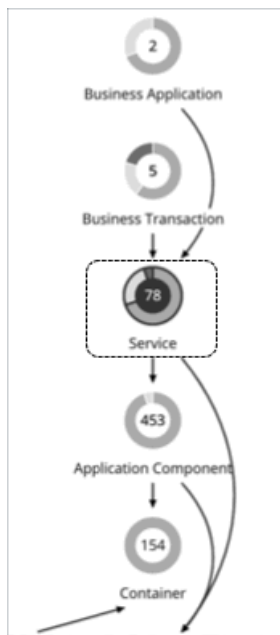 2
Business Application
5
Business Transaction
78
Service
453
Application Component
154
Container